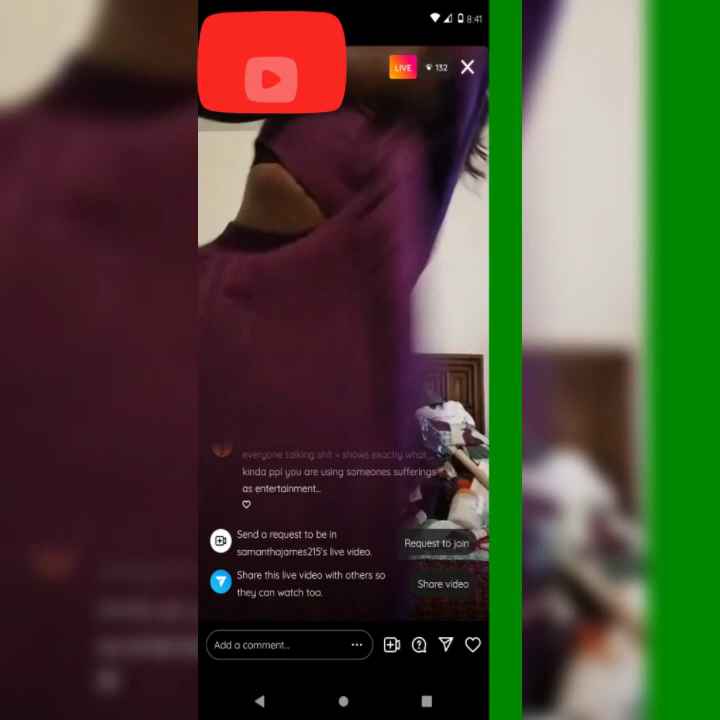 8:41
LIVE
132
everyone talking shit = shows exactly what
kinda ppl you are using someones sufferings
as entertainment...
Send a request to be in
samanthajames215's live video.
Request to join
Share this live video with others so
they can watch too.
Share video
Add a comment...